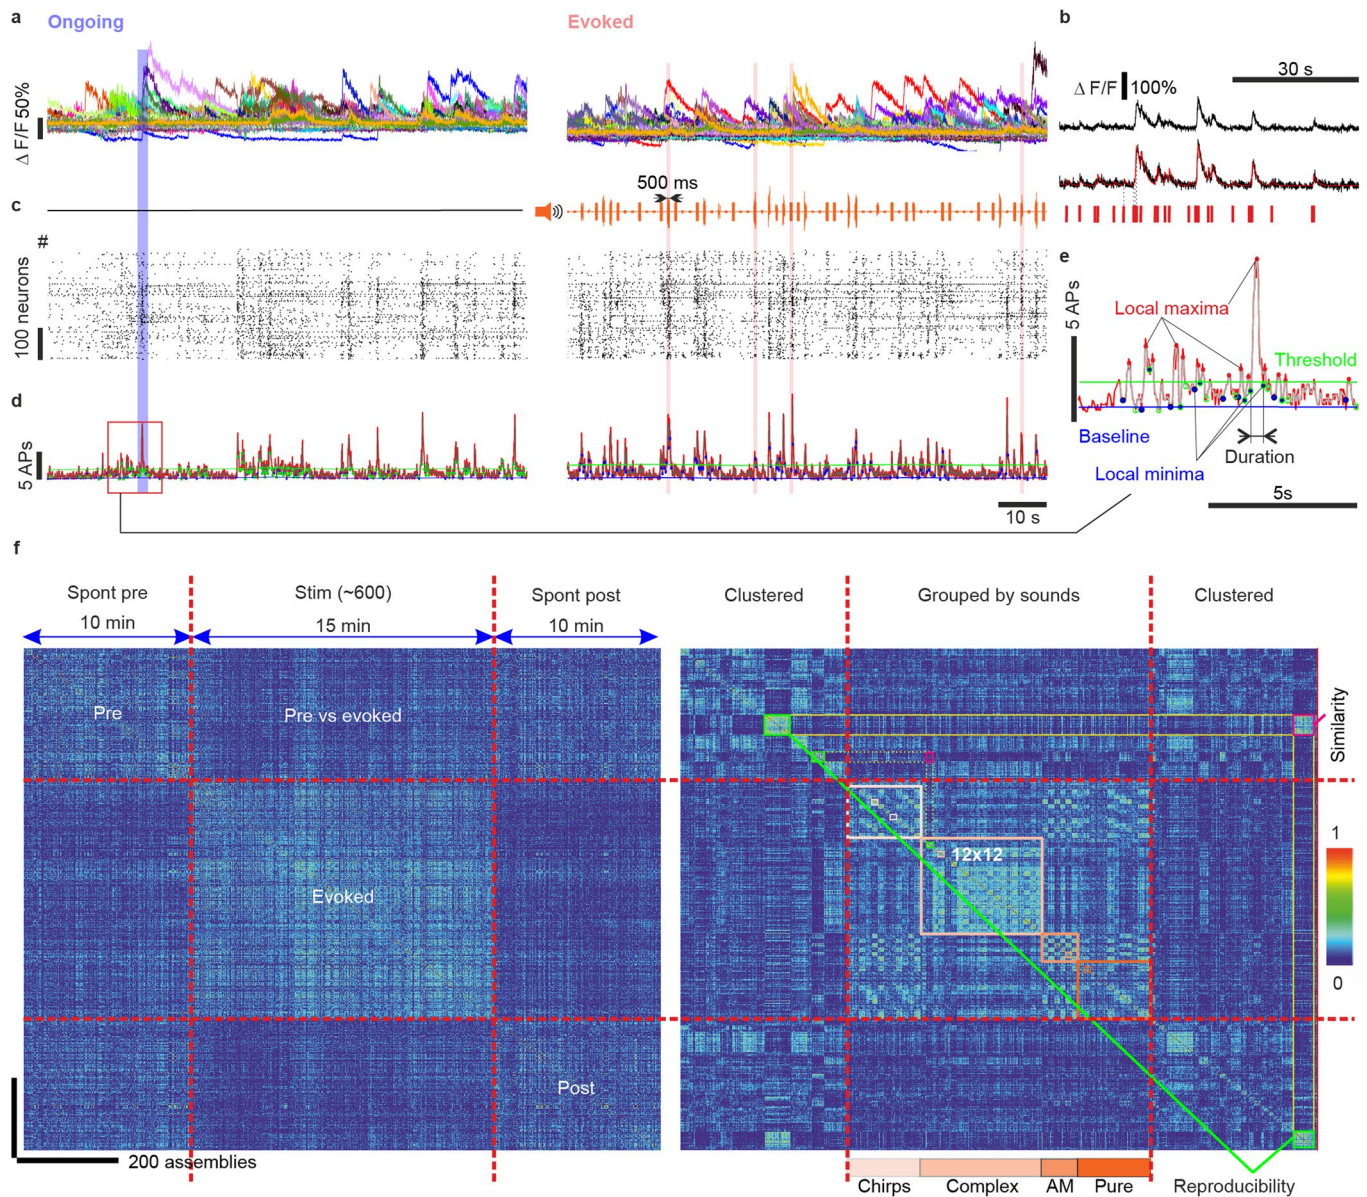 a
Ongoing
Evoked
b
Δ F/F 50%
30 s
Δ F/F
100%
c
500 ms
#
100 neurons
d
5 APs
10 s
e
5 APs
Local maxima
Threshold
Baseline
Local minima
Duration
5s
f
Spont pre
Stim (~600)
Spont post
10 min
15 min
10 min
Clustered
Grouped by sounds
Clustered
Pre
Pre vs evoked
Evoked
Post
200 assemblies
12x12
Similarity
1
0
Chirps
Complex
AM
Pure
Reproducibility